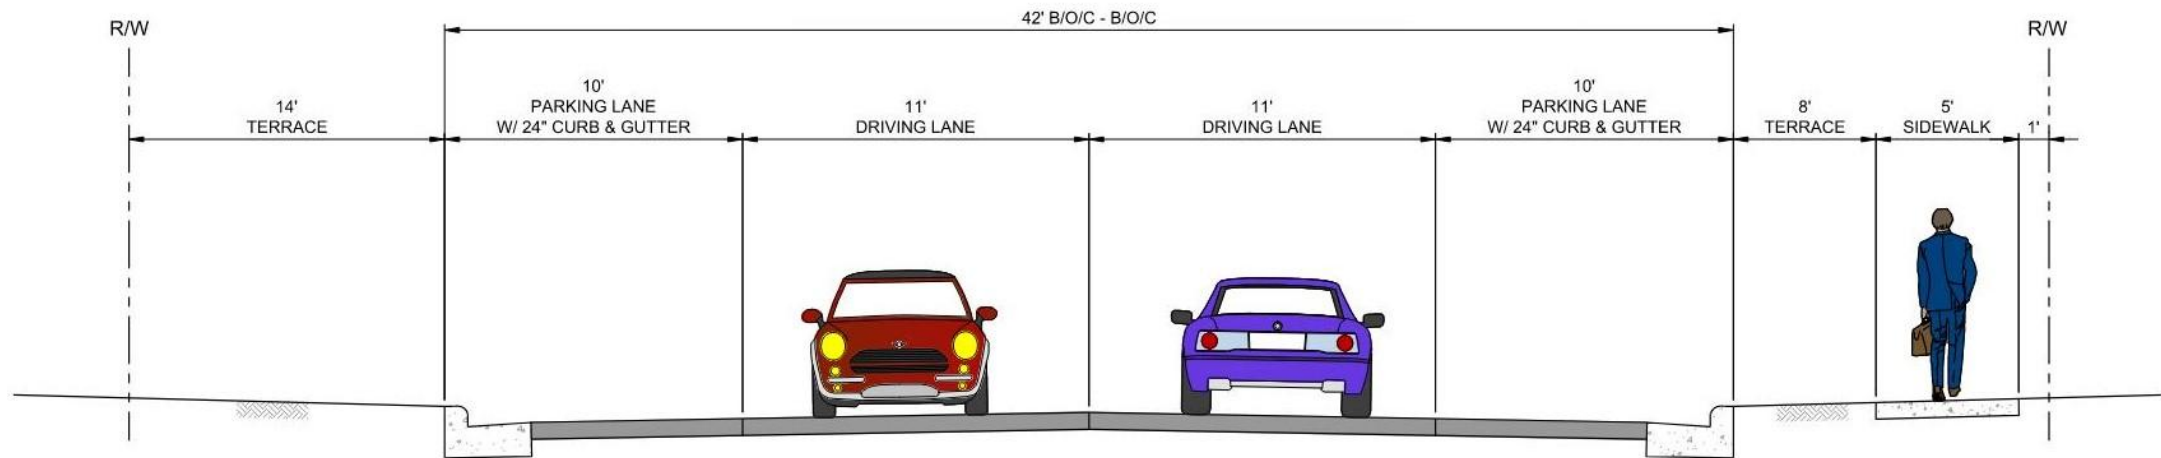 42' B/O/C - B/O/C
R/W
R/W
14'
TERRACE
10'
PARKING LANE
W/ 24" CURB & GUTTER
11'
DRIVING LANE
11'
DRIVING LANE
10'
PARKING LANE
W/ 24" CURB & GUTTER
8'
TERRACE
5'
SIDEWALK
1'